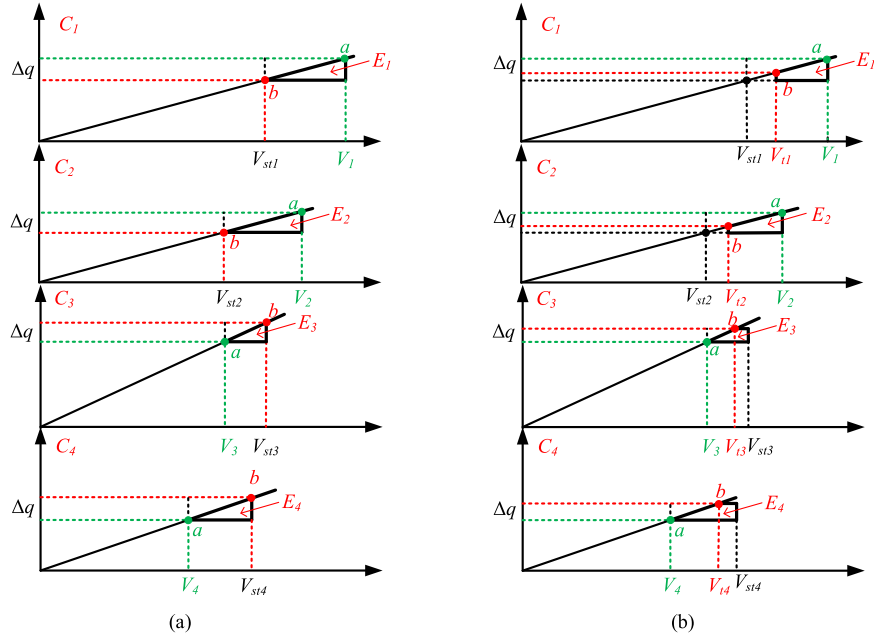 C1
Δq
a
b
E1
Vst1
V1
C2
Δq
a
b
E2
Vst2
V2
C3
Δq
b
a
E3
V3
Vst3
C4
Δq
b
a
E4
V4
Vst4
(a)
C1
Δq
a
b
E1
Vst1
Vt1
V1
C2
Δq
a
b
E2
Vst2
Vt2
V2
C3
Δq
b
a
E3
V3
Vt3
Vst3
C4
Δq
b
a
E4
V4
Vt4
Vst4
(b)